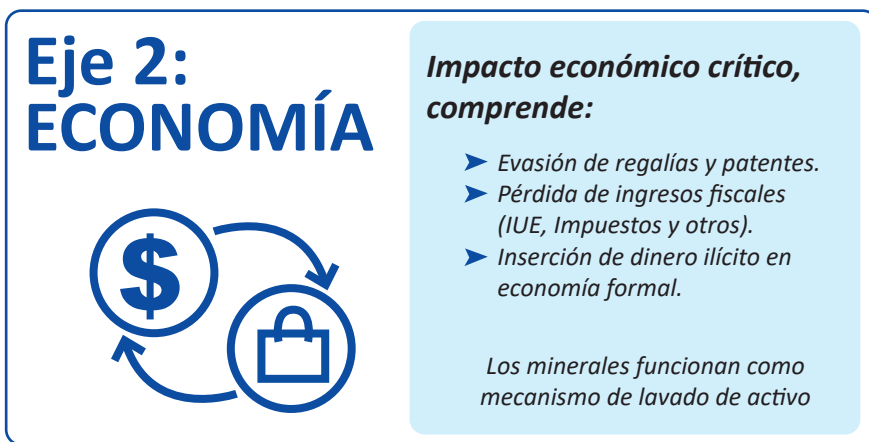 Eje 2:
ECONOMÍA
$
Impacto económico crítico,
comprende:
➤ Evasión de regalías y patentes.
➤ Pérdida de ingresos fiscales
(IUE, Impuestos y otros).
➤ Inserción de dinero ilícito en
economía formal.
Los minerales funcionan como
mecanismo de lavado de activo